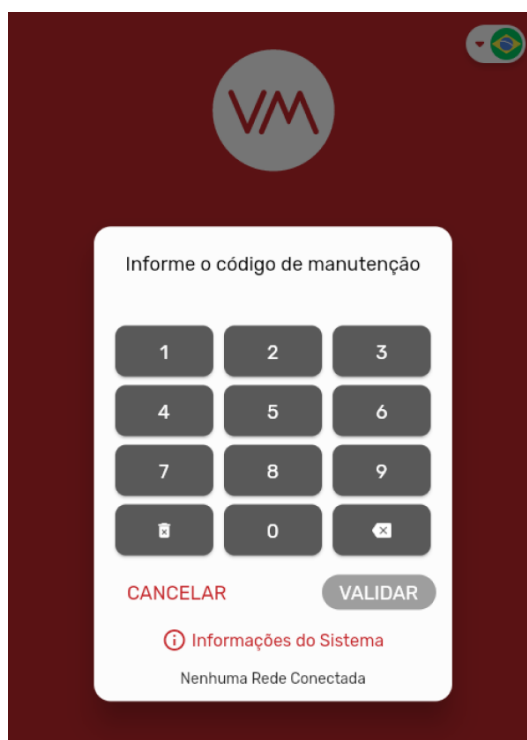 VM
Informe o código de manutenção
1 2 3
4 5 6
7 8 9
0
CANCELAR VALIDAR
Informações do Sistema
Nenhuma Rede Conectada